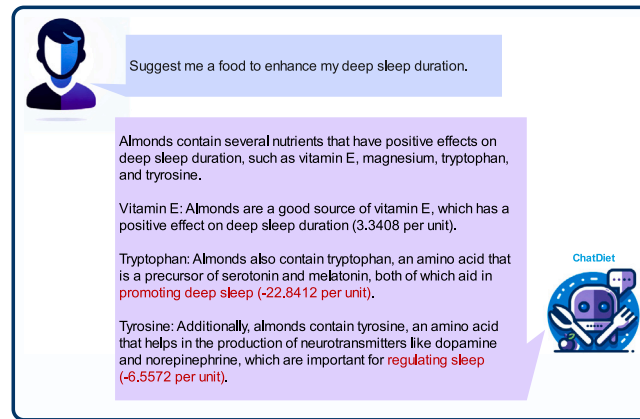 Suggest me a food to enhance my deep sleep duration.
Almonds contain several nutrients that have positive effects on
deep sleep duration, such as vitamin E, magnesium, tryptophan,
and tryrosine.
Vitamin E: Almonds are a good source of vitamin E, which has a
positive effect on deep sleep duration (3.3408 per unit).
Tryptophan: Almonds also contain tryptophan, an amino acid that
is a precursor of serotonin and melatonin, both of which aid in
promoting deep sleep (-22.8412 per unit).
Tyrosine: Additionally, almonds contain tyrosine, an amino acid
that helps in the production of neurotransmitters like dopamine
and norepinephrine, which are important for regulating sleep
(-6.5572 per unit).
ChatDiet